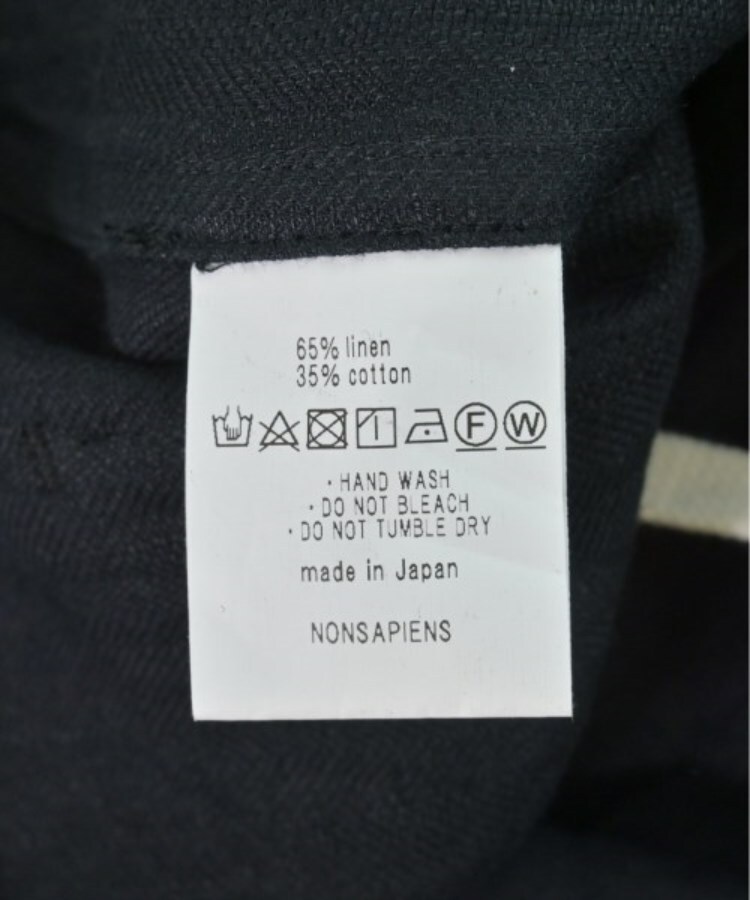 65% linen
35% cotton
F W
· HAND WASH
· DO NOT BLEACH
· DO NOT TUMBLE DRY
made in Japan
NONSAPIENS